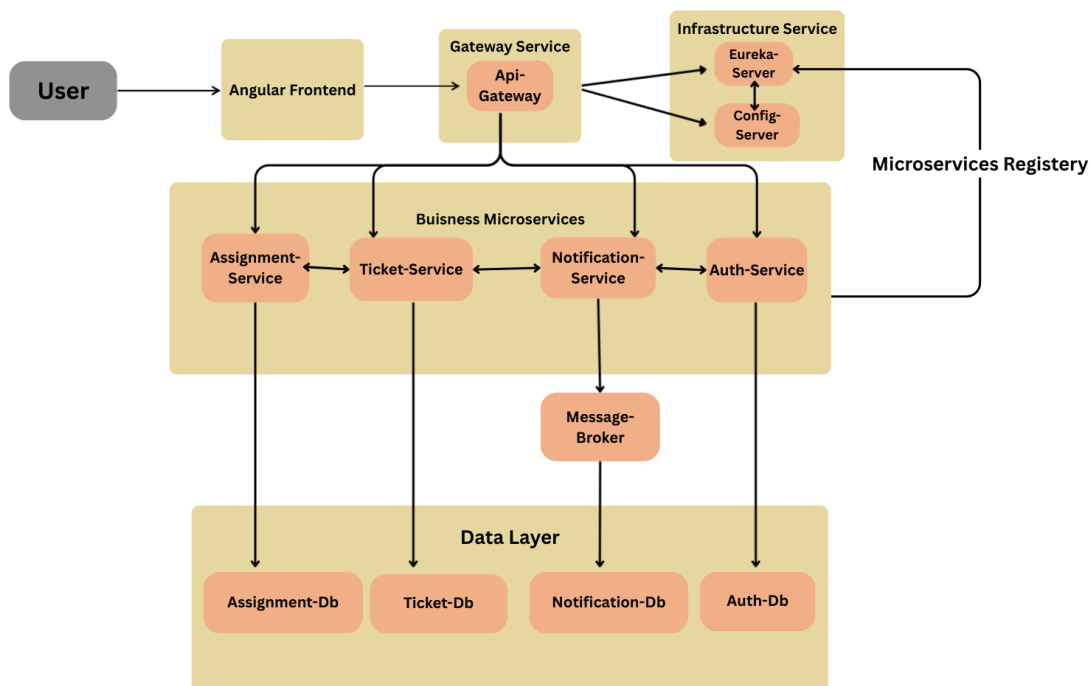 User
Angular Frontend
Gateway Service
Api-
Gateway
Infrastructure Service
Eureka-
Server
Config-
Server
Microservices Registery
Buisness Microservices
Assignment-
Service
Ticket-Service
Notification-
Service
Auth-Service
Message-
Broker
Data Layer
Assignment-Db
Ticket-Db
Notification-Db
Auth-Db